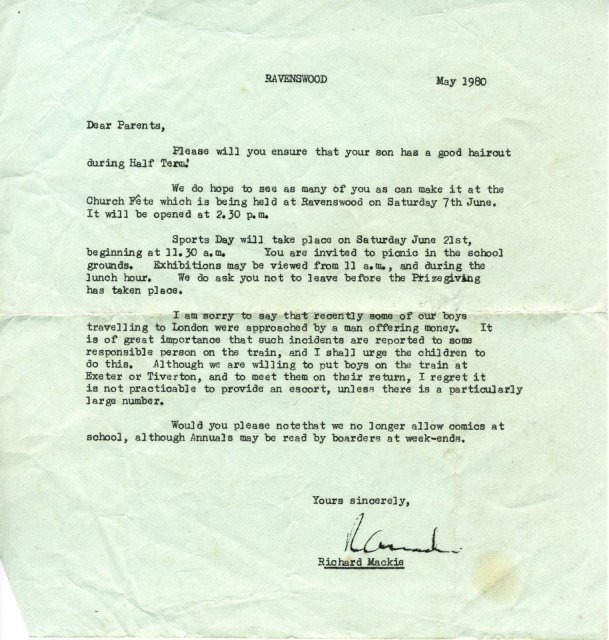 RAVENSWOOD May 1980
Dear Parents,
Please will you ensure that your son has a good haircut
during Half Term.'
We do hope to see as many of you as can make it at the
Church Fête which is being held at Ravenswood on Saturday 7th June.
It will be opened at 2.30 p.m.
Sports Day will take place on Saturday June 21st,
beginning at 11.30 a.m. You are invited to picnic in the school
grounds. Exhibitions may be viewed from 11 a.m., and during the
lunch hour. We do ask you not to leave before the Prizegiving
has taken place.
I am sorry to say that recently some of our boys
travelling to London were approached by a man offering money. It
is of great importance that such incidents are reported to some
responsible person on the train, and I shall urge the children to
do this. Although we are willing to put boys on the train at
Exeter or Tiverton, and to meet them on their return, I regret it
is not practicable to provide an escort, unless there is a particularly
large number.
Would you please notethat we no longer allow comics at
school, although Annuals may be read by boarders at week-ends.
Yours sincerely,
Richard Mackie